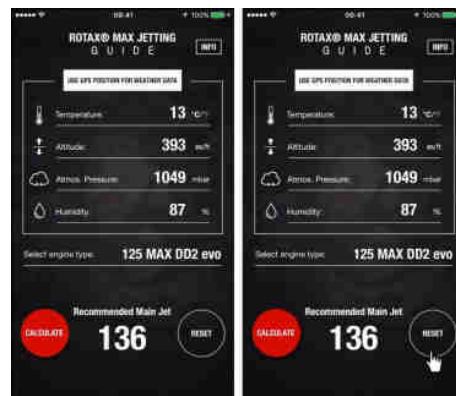 09:41 100%
ROTAX® MAX JETTING
GUIDE
INFO
USE GPS POSITION FOR WEATHER DATA
Temperature: 13 °C/°F
Altitude: 393 m/ft
Atmos. Pressure: 1049 mbar
Humidity: 87 %
Select engine type: 125 MAX DD2 evo
Recommended Main Jet
CALCULATE 136 RESET
09:41 100%
ROTAX® MAX JETTING
GUIDE
INFO
USE GPS POSITION FOR WEATHER DATA
Temperature: 13 °C/°F
Altitude: 393 m/ft
Atmos. Pressure: 1049 mbar
Humidity: 87 %
Select engine type: 125 MAX DD2 evo
Recommended Main Jet
CALCULATE 136 RESET